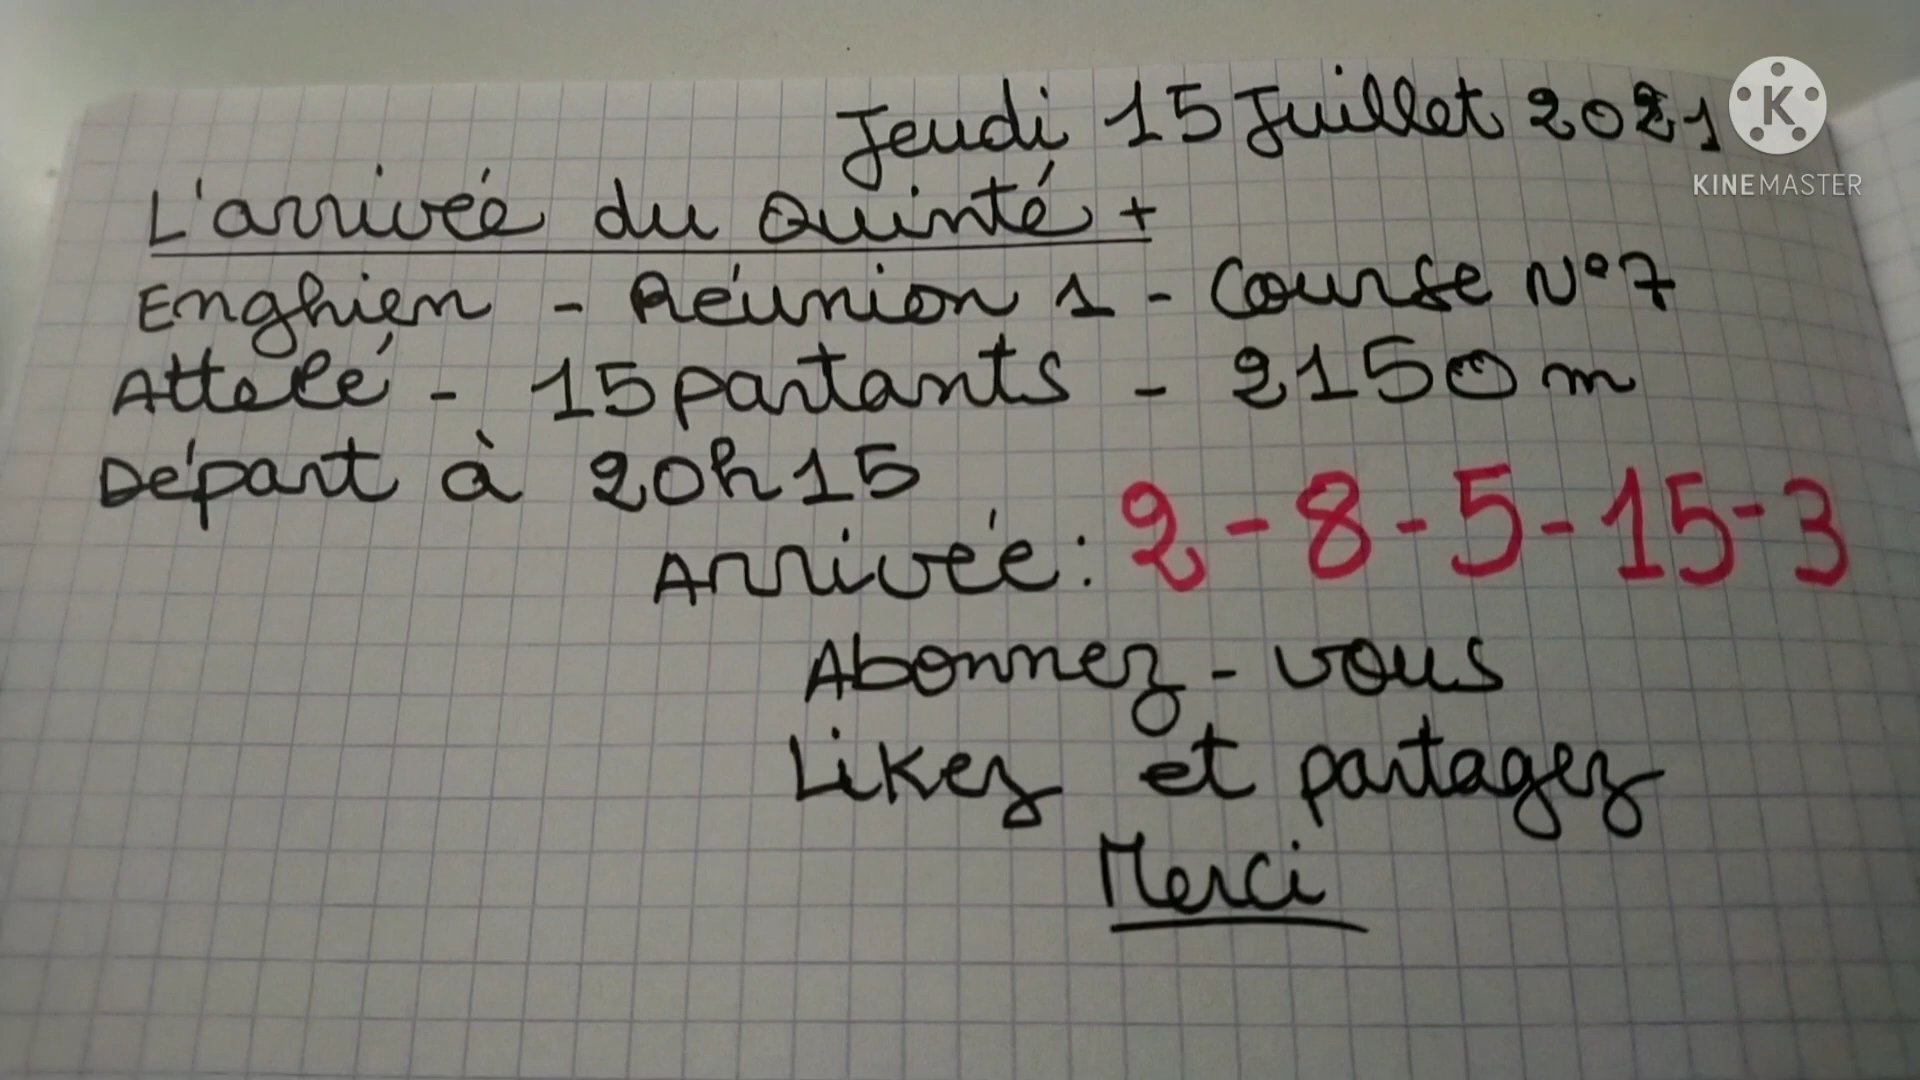 Jeudi 15 Juillet 2021
L'arrivée du Quinté +
Enghien - Réunion 1 - Course N°7
Attelé - 15 partants - 2150 m
Départ à 20h15
Arrivée : 2 - 8 - 5 - 15 - 3
Abonnez - vous
Likez et partagez
Merci
K
KINEMASTER